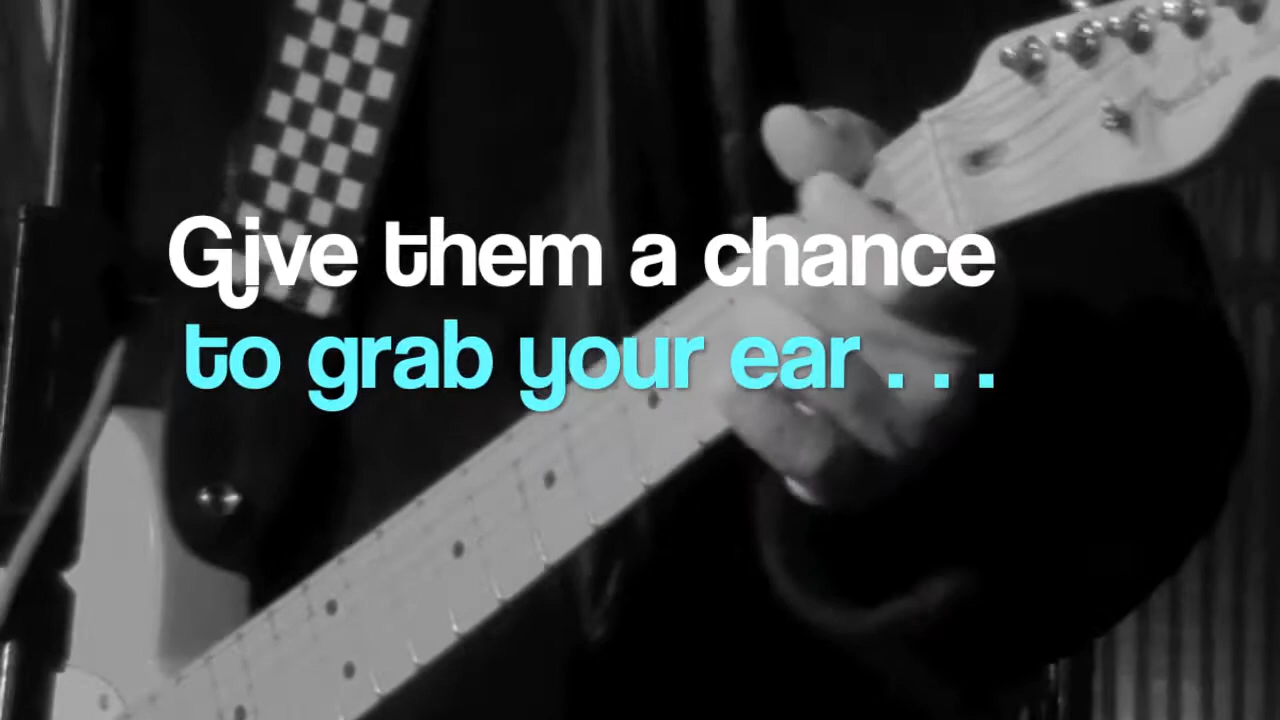 Give them a chance
to grab your ear . . .